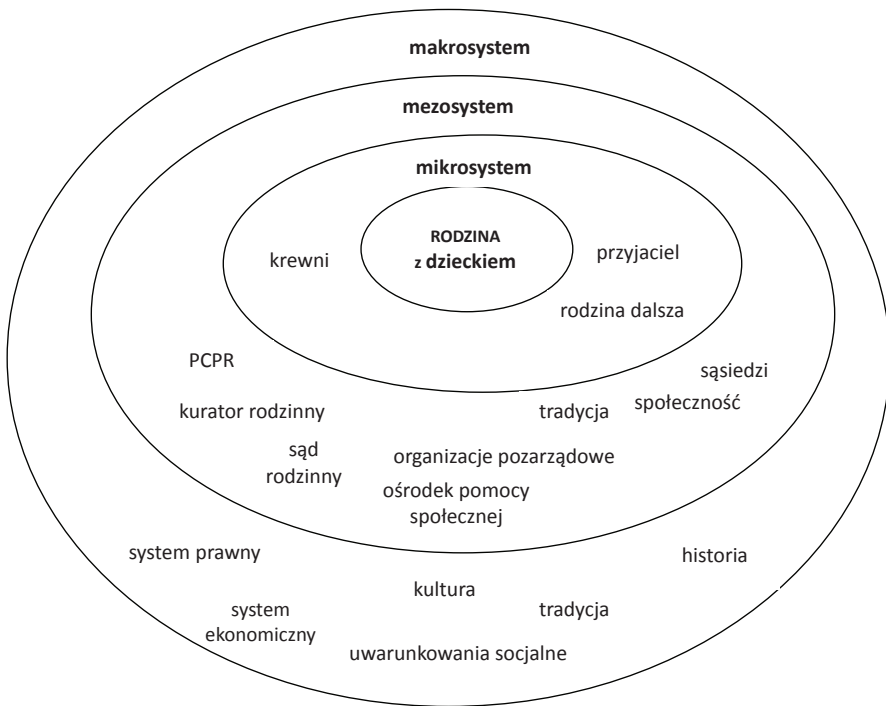 makrosystem
mezosystem
mikrosystem
RODZINA
z dzieckiem
krewni
przyjaciel
rodzina dalsza
PCPR
sąsiedzi
kurator rodzinny
tradycja
społeczność
sąd
rodzinny
organizacje pozarządowe
ośrodek pomocy
społecznej
system prawny
historia
kultura
system
ekonomiczny
tradycja
uwarunkowania socjalne